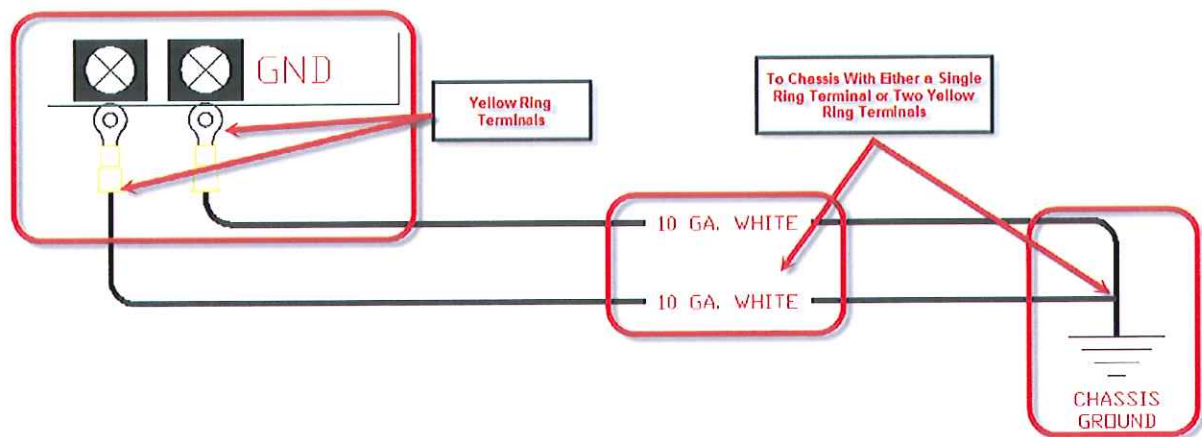 GND
Yellow Ring
Terminals
To Chassis With Either a Single
Ring Terminal or Two Yellow
Ring Terminals
10 GA. WHITE
10 GA. WHITE
CHASSIS
GROUND